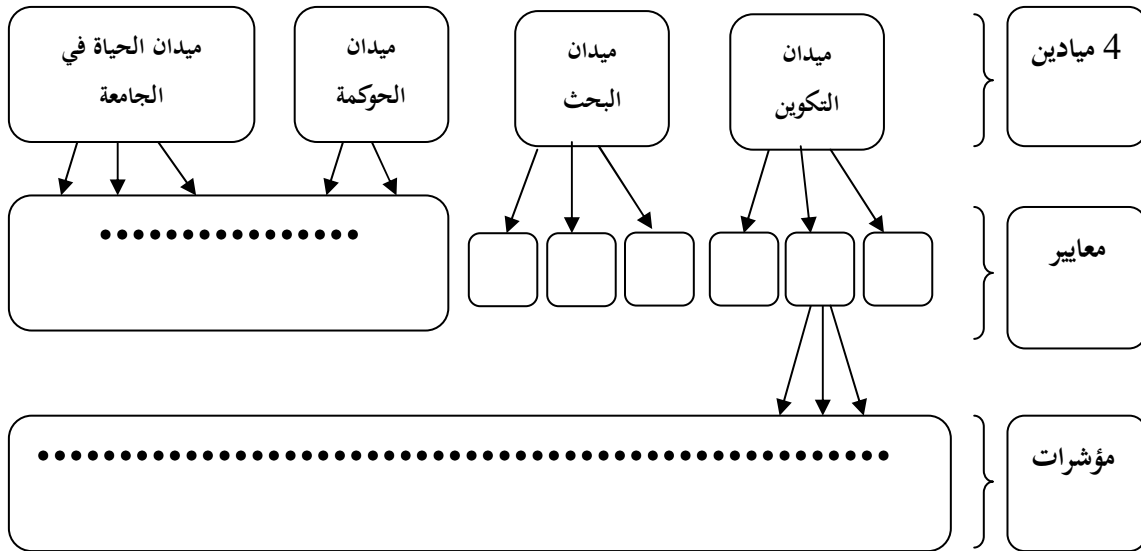 4 ميادين
ميدان
التكوين
ميدان
البحث
ميدان
الحوكمة
ميدان الحياة في
الجامعة
معايير
................
مؤشرات
....................................................